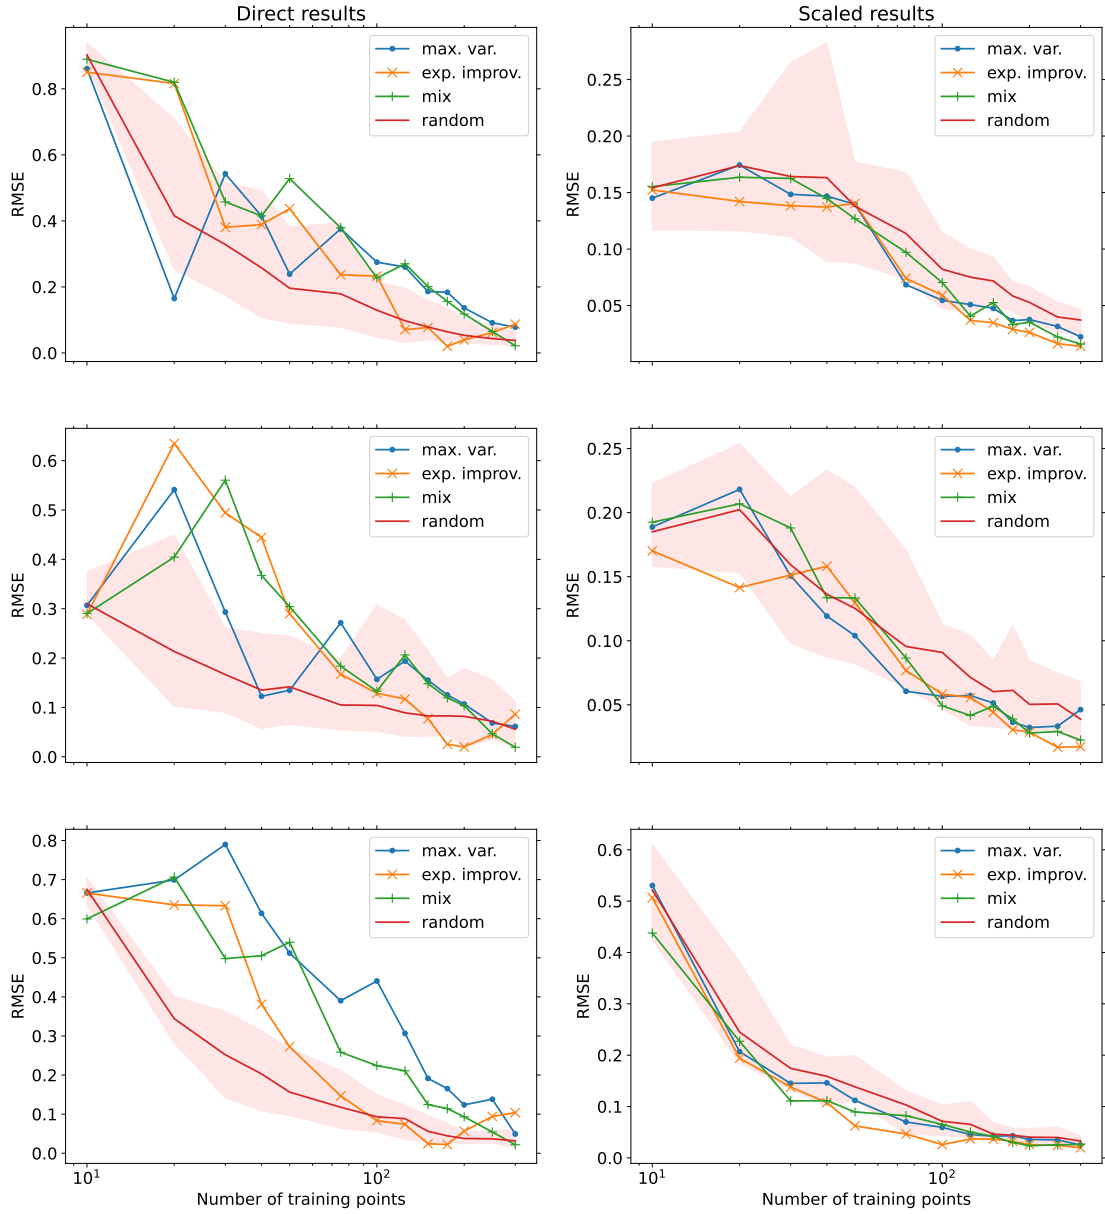 Direct results
Scaled results
RMSE
0.8
0.6
0.4
0.2
0.0
max. var.
exp. improv.
mix
random
RMSE
0.25
0.20
0.15
0.10
0.05
max. var.
exp. improv.
mix
random
RMSE
0.6
0.5
0.4
0.3
0.2
0.1
0.0
max. var.
exp. improv.
mix
random
RMSE
0.25
0.20
0.15
0.10
0.05
max. var.
exp. improv.
mix
random
RMSE
0.8
0.7
0.6
0.5
0.4
0.3
0.2
0.1
0.0
max. var.
exp. improv.
mix
random
10¹
10²
Number of training points
RMSE
0.6
0.5
0.4
0.3
0.2
0.1
0.0
max. var.
exp. improv.
mix
random
10¹
10²
Number of training points